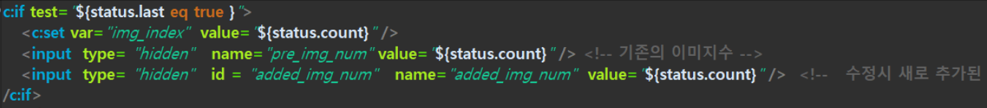 c:if test='${status.last eq true }">
<c:set var="img_index" value="${status.count}" />
<input type= "hidden" name="pre_img_num" value="${status.count}" /> <!-- 기존의 이미지수 -->
<input type= "hidden" id = "added_img_num" name="added_img_num" value="${status.count}" /> <!-- 수정시 새로 추가된
/c:if>